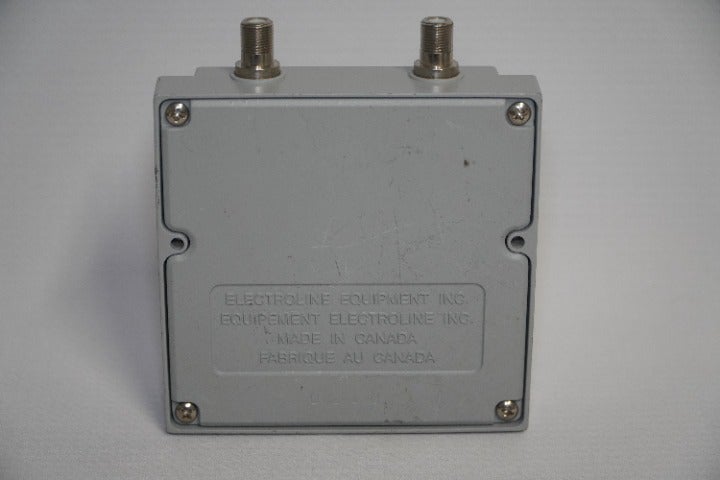 ELECTROLINE EQUIPMENT INC.
EQUIPEMENT ELECTROLINE INC.
MADE IN CANADA
FABRIQUE AU CANADA